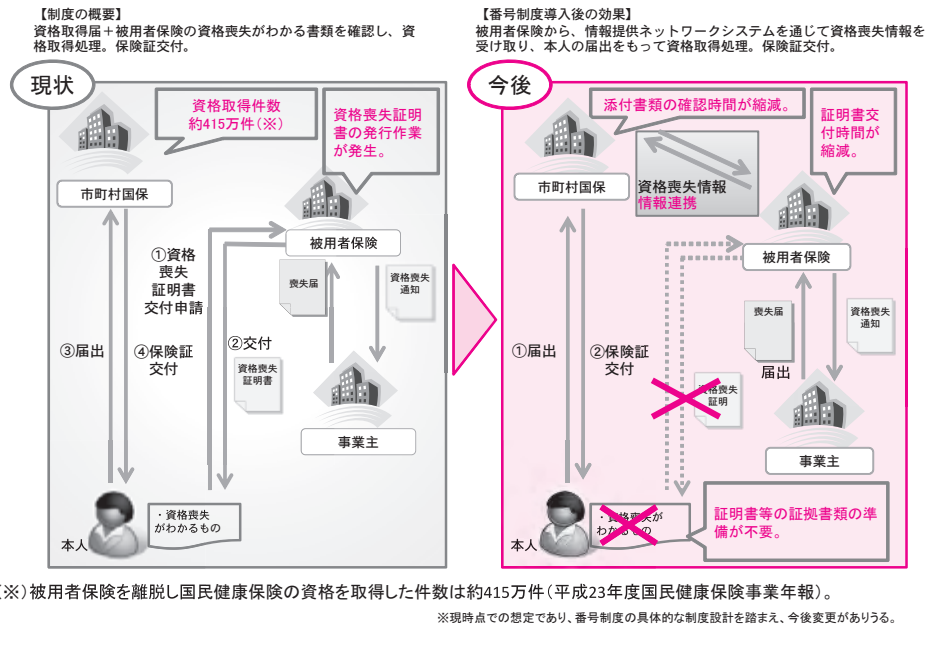 【制度の概要】
資格取得届+被用者保険の資格喪失がわかる書類を確認し、資
格取得処理。保険証交付。
【番号制度導入後の効果】
被用者保険から、情報提供ネットワークシステムを通じて資格喪失情報を
受け取り、本人の届出をもって資格取得処理。保険証交付。
現状
資格取得件数
約415万件(※)
資格喪失証明
書の発行作業
が発生。
市町村国保
被用者保険
①資格
喪失
証明書
交付申請
喪失届
資格喪失
通知
③届出
④保険証
交付
②交付
資格喪失
証明書
事業主
・資格喪失
がわかるもの
本人
今後
添付書類の確認時間が縮減。
証明書交
付時間が
縮減。
市町村国保
資格喪失情報
情報連携
被用者保険
喪失届
資格喪失
通知
①届出
②保険証
交付
届出
資格喪失
証明
事業主
・資格喪失が
わかるもの
証明書等の証拠書類の準
備が不要。
本人
(※)被用者保険を離脱し国民健康保険の資格を取得した件数は約415万件(平成23年度国民健康保険事業年報)。
※現時点での想定であり、番号制度の具体的な制度設計を踏まえ、今後変更がありうる。